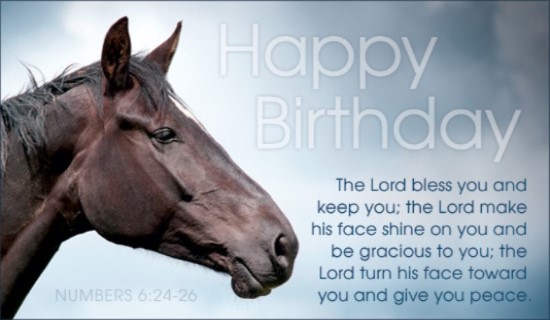 Happy
Birthday
The Lord bless you and
keep you; the Lord make
his face shine on you and
be gracious to you; the
Lord turn his face toward
you and give you peace.
NUMBERS 6:24-26